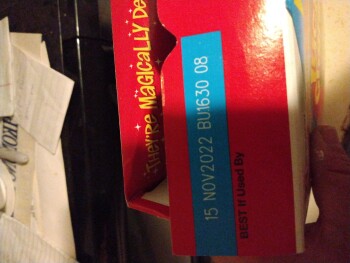 THEY'RE MAGICALLY DE
15 NOV2022 BU1630 08
BEST If Used By